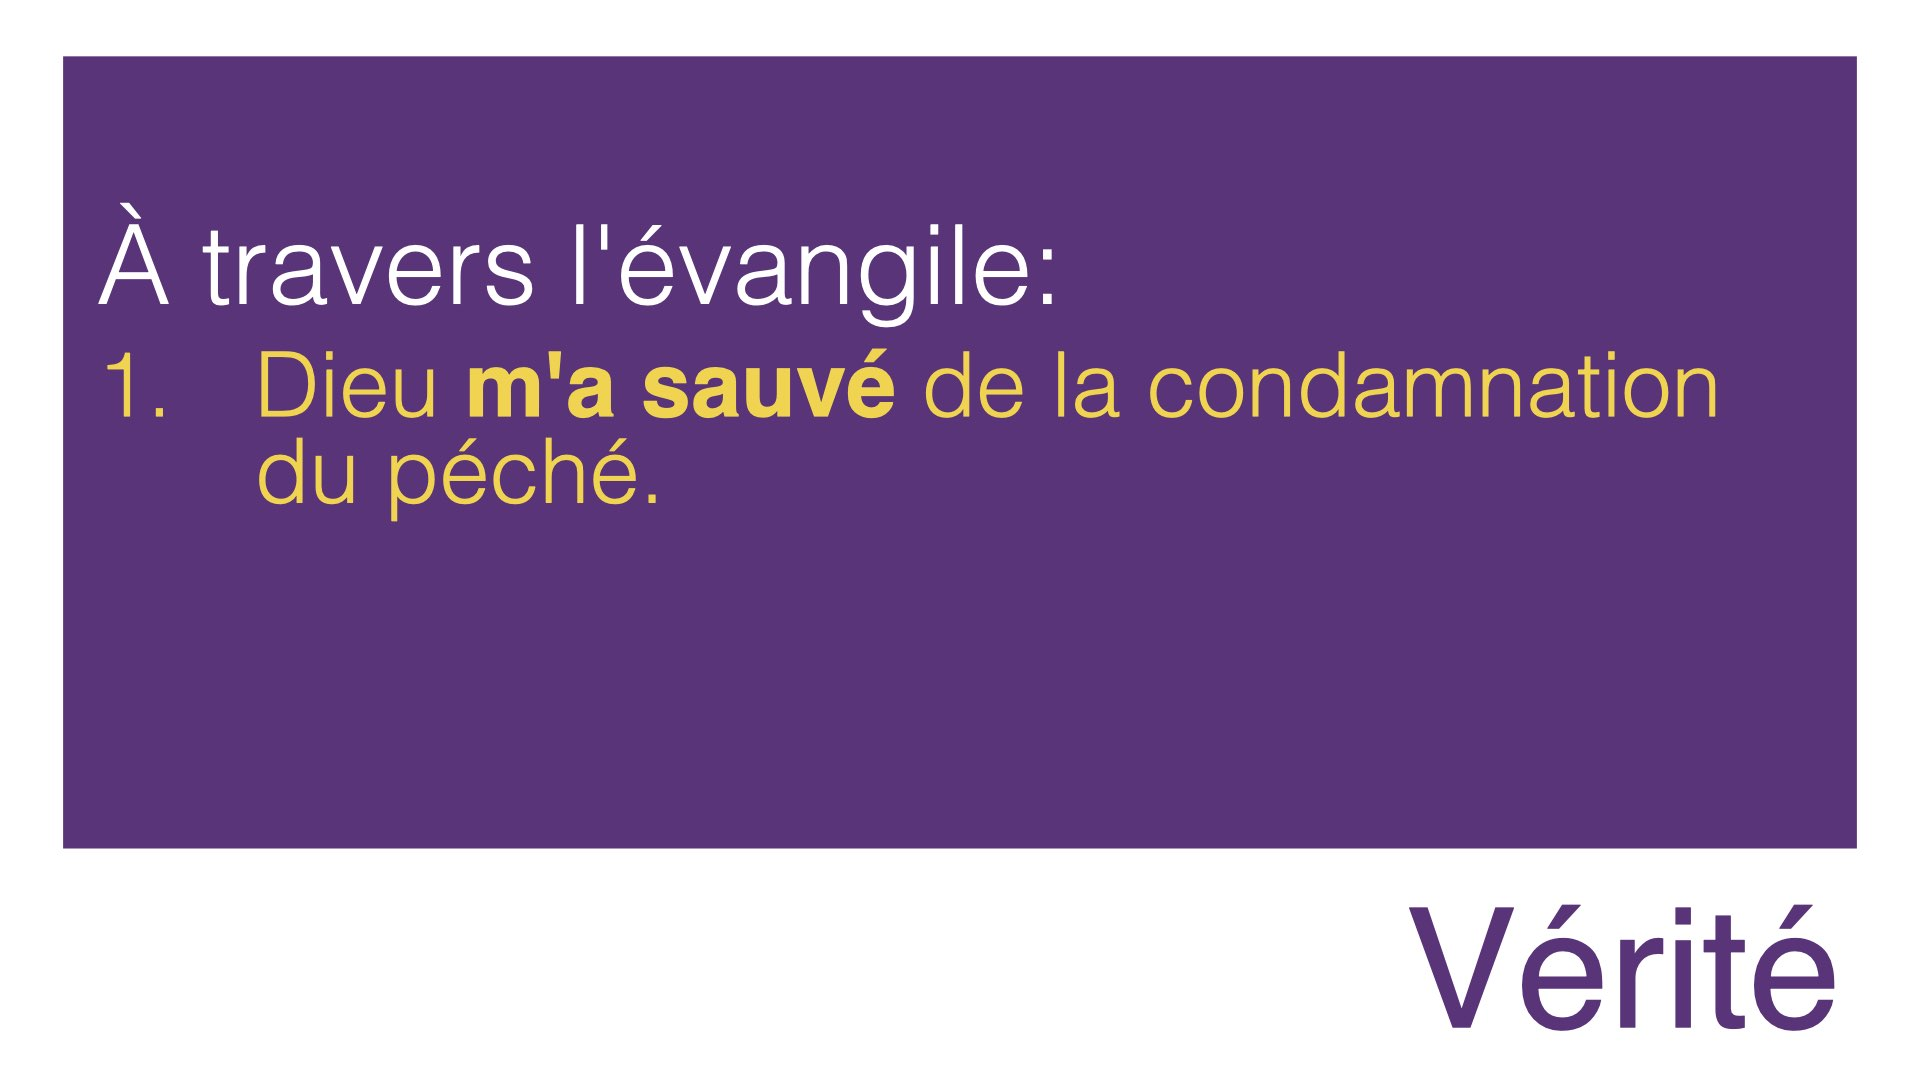 À travers l'évangile:
1. Dieu m'a sauvé de la condamnation
du péché.
Vérité